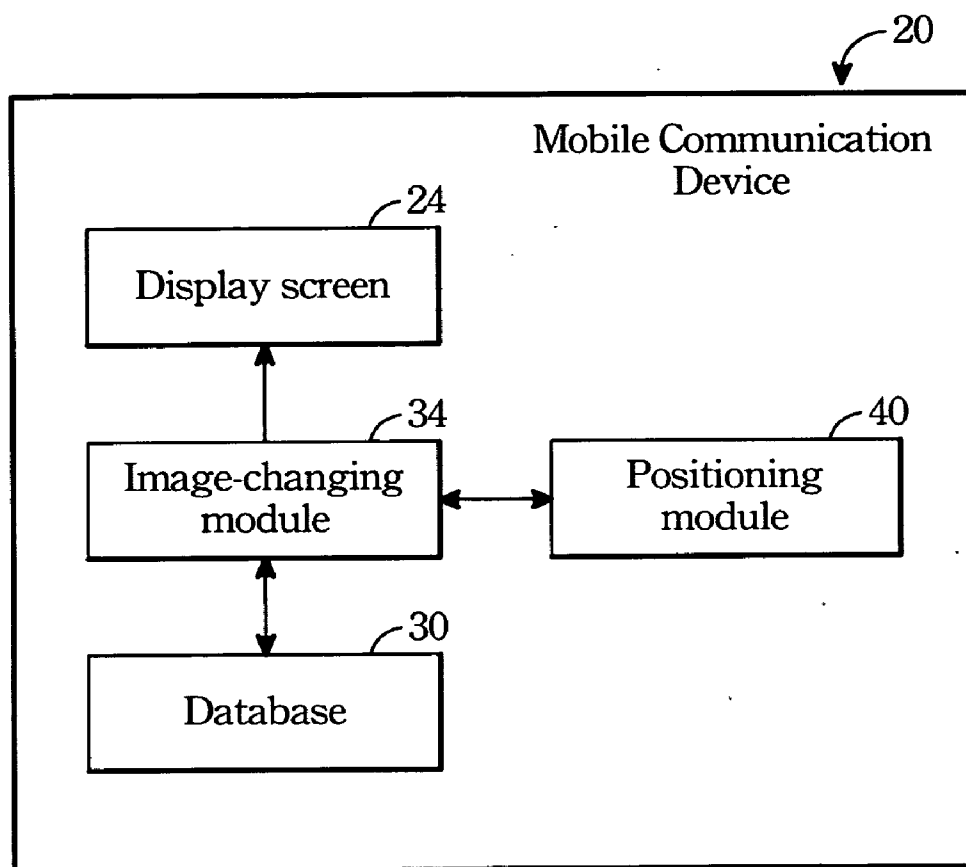 20
Mobile Communication
Device
24
Display screen
34
Image-changing
module
40
Positioning
module
30
Database